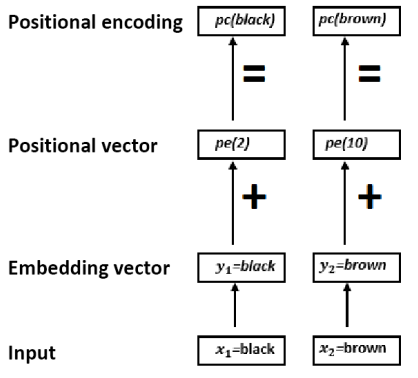 Positional encoding pc(black) pc(brown)
= =
Positional vector pe(2) pe(10)
+ +
Embedding vector y₁=black y₂=brown
Input x₁=black x₂=brown